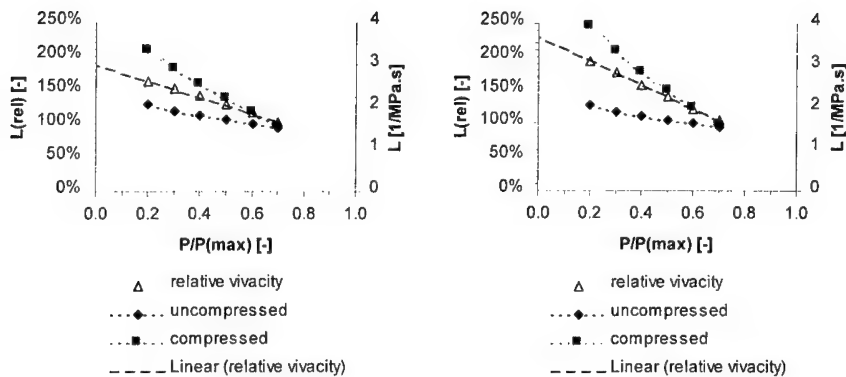 250%
200%
150%
100%
50%
0%
L(rel) [-]
4
3
2
1
0
L [1/MPa.s]
0.0 0.2 0.4 0.6 0.8 1.0
P/P(max) [-]
relative vivacity
uncompressed
compressed
Linear (relative vivacity)
250%
200%
150%
100%
50%
0%
L(rel) [-]
4
3
2
1
0
L [1/MPa.s]
0.0 0.2 0.4 0.6 0.8 1.0
P/P(max) [-]
relative vivacity
uncompressed
compressed
Linear (relative vivacity)